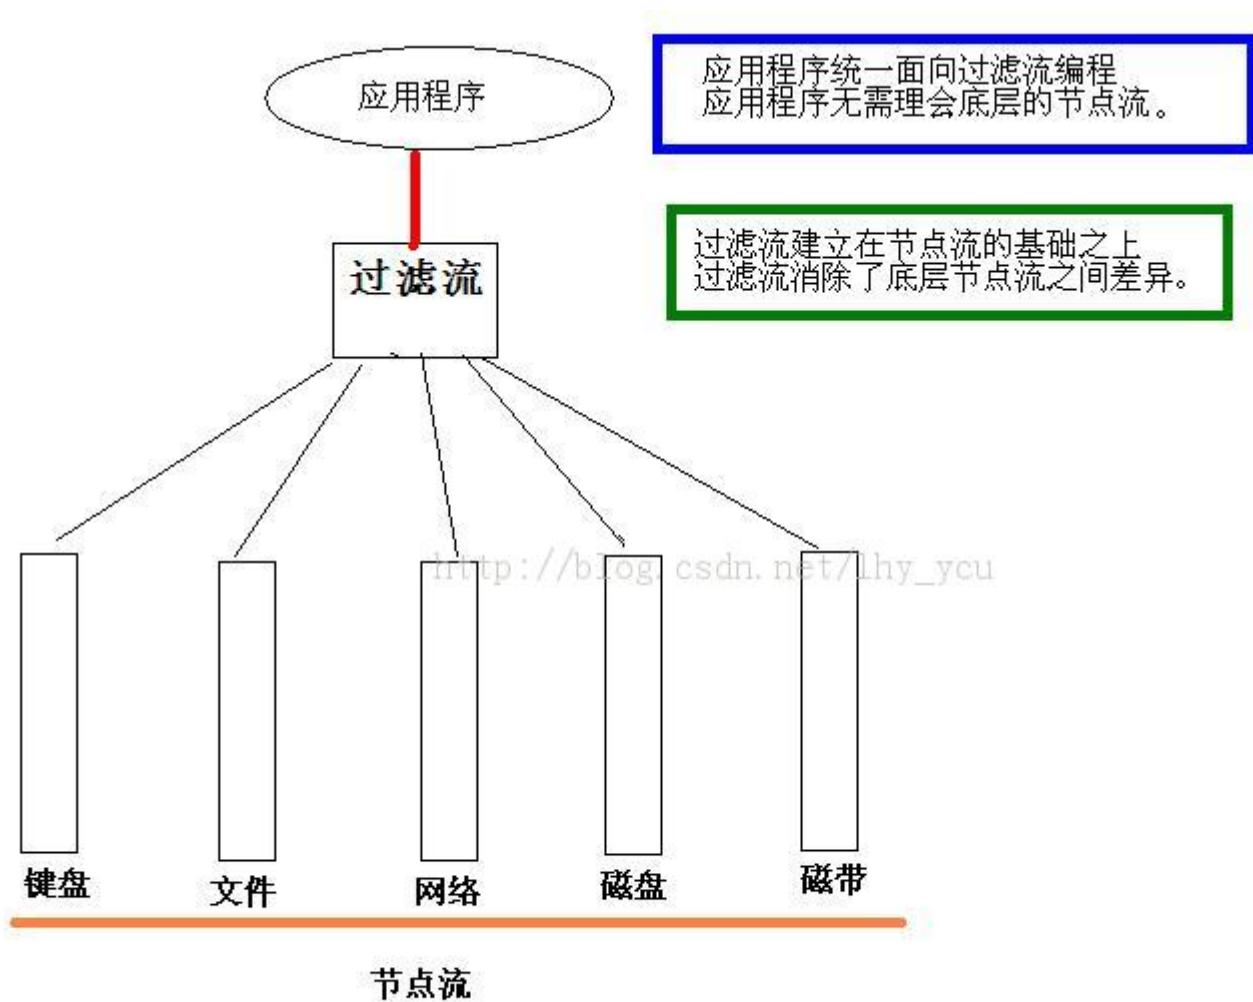 应用程序
应用程序统一面向过滤流编程
应用程序无需理会底层的节点流。
过滤流
过滤流建立在节点流的基础之上
过滤流消除了底层节点流之间差异。
http://blog.csdn.net/lhy_ycu
键盘
文件
网络
磁盘
磁带
节点流